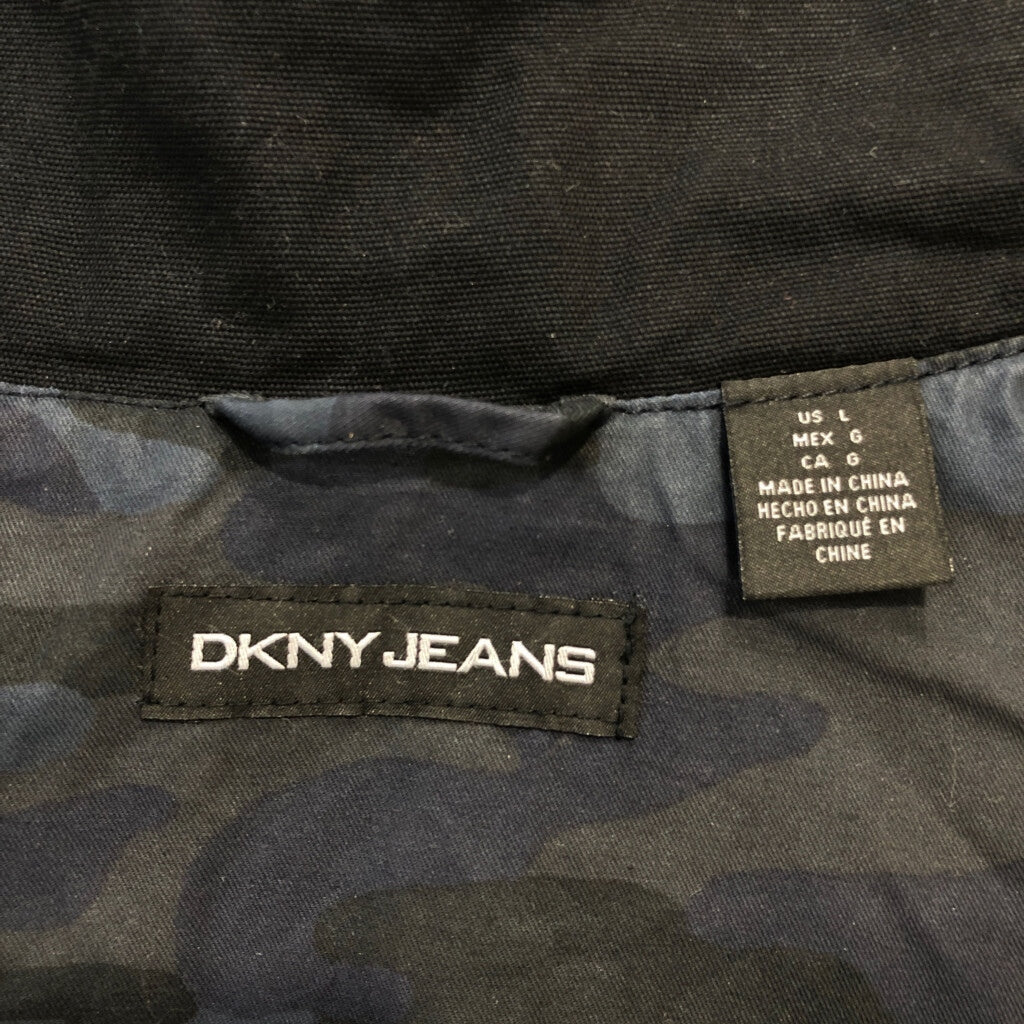 US L
MEX G
CA G
MADE IN CHINA
HECHO EN CHINA
FABRIQUÉ EN
CHINE
DKNY JEANS